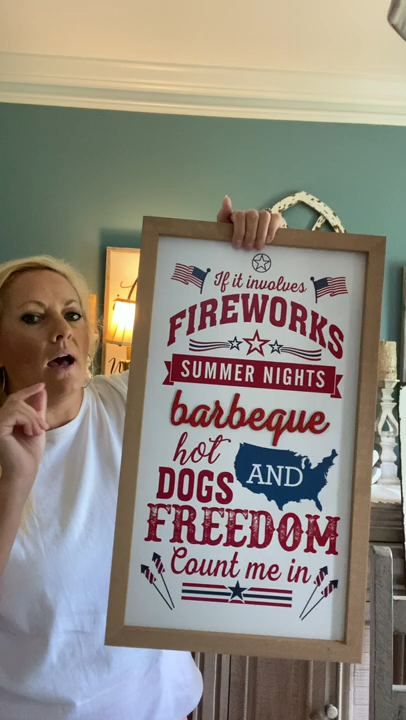 If it involves
FIREWORKS
SUMMER NIGHTS
barbeque
hot
DOGS
AND
FREEDOM
Count me in